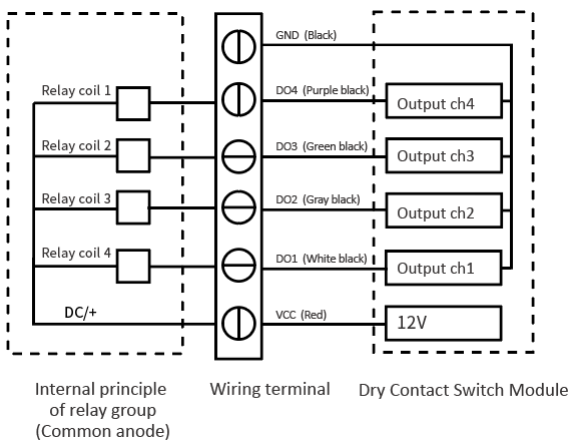 GND (Black)
Relay coil 1
DO4 (Purple black)
Output ch4
Relay coil 2
DO3 (Green black)
Output ch3
Relay coil 3
DO2 (Gray black)
Output ch2
Relay coil 4
DO1 (White black)
Output ch1
DC/+
VCC (Red)
12V
Internal principle
of relay group
(Common anode)
Wiring terminal
Dry Contact Switch Module